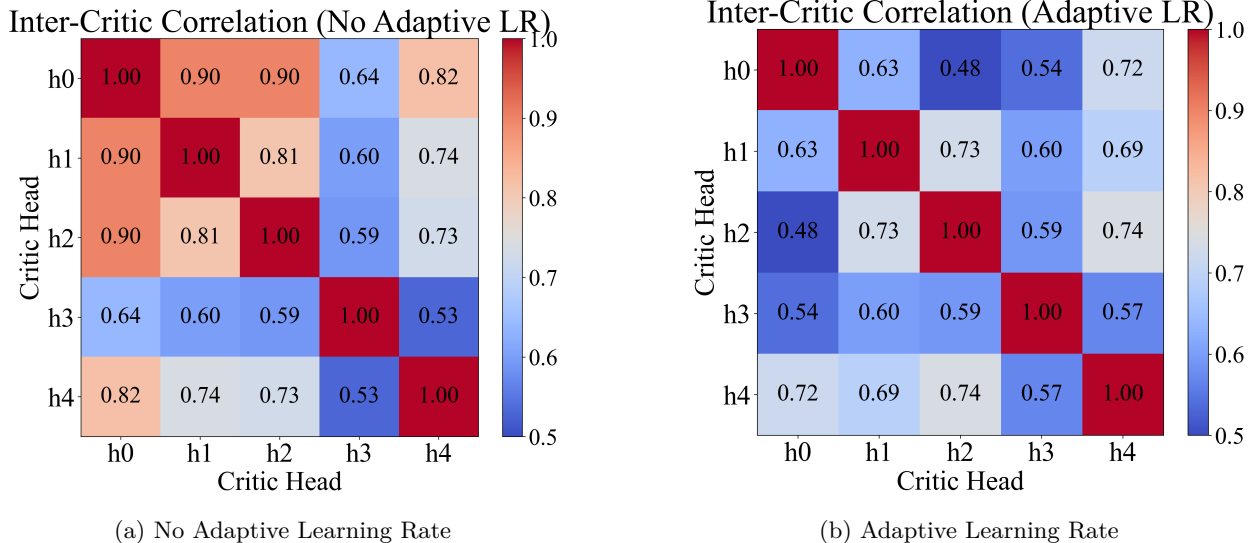 Inter-Critic Correlation (No Adaptive LR)
h0 1.00 0.90 0.90 0.64 0.82
h1 0.90 1.00 0.81 0.60 0.74
h2 0.90 0.81 1.00 0.59 0.73
h3 0.64 0.60 0.59 1.00 0.53
h4 0.82 0.74 0.73 0.53 1.00
h0 h1 h2 h3 h4
Critic Head
Critic Head
1.0
0.9
0.8
0.7
0.6
0.5
(a) No Adaptive Learning Rate
Inter-Critic Correlation (Adaptive LR)
h0 1.00 0.63 0.48 0.54 0.72
h1 0.63 1.00 0.73 0.60 0.69
h2 0.48 0.73 1.00 0.59 0.74
h3 0.54 0.60 0.59 1.00 0.57
h4 0.72 0.69 0.74 0.57 1.00
h0 h1 h2 h3 h4
Critic Head
Critic Head
1.0
0.9
0.8
0.7
0.6
0.5
(b) Adaptive Learning Rate